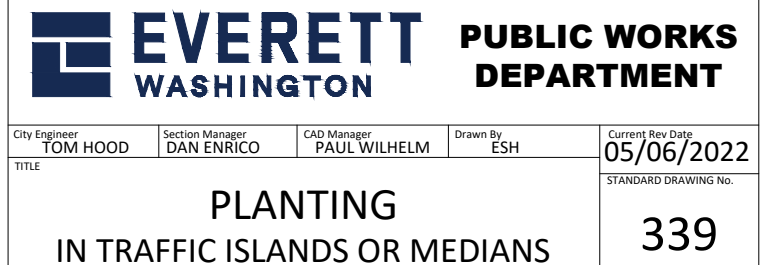 EVERETT
WASHINGTON
PUBLIC WORKS
DEPARTMENT
City Engineer
TOM HOOD
Section Manager
DAN ENRICO
CAD Manager
PAUL WILHELM
Drawn By
ESH
Current Rev Date
05/06/2022
TITLE
PLANTING
IN TRAFFIC ISLANDS OR MEDIANS
STANDARD DRAWING No.
339